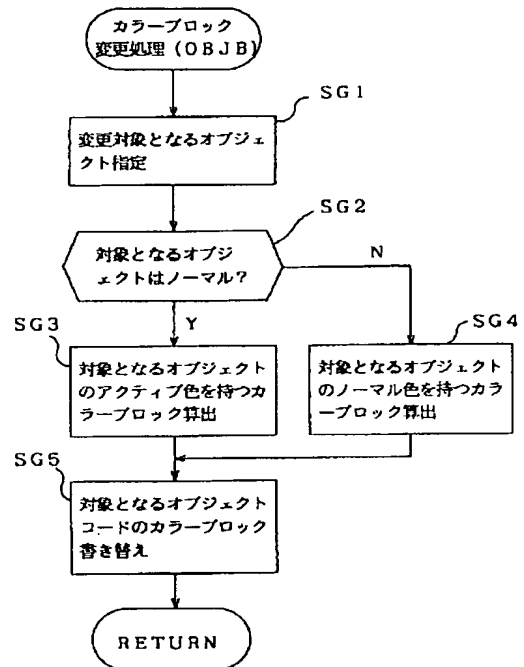 カラーブロック
変更処理(OBJB)
SG1
変更対象となるオブジェ
クト指定
SG2
対象となるオブジ
ェクトはノーマル?
N
Y
SG3
対象となるオブジェクト
のアクティブ色を持つカ
ラーブロック算出
SG4
対象となるオブジェクト
のノーマル色を持つカラ
ーブロック算出
SG5
対象となるオブジェクト
コードのカラーブロック
書き替え
RETURN